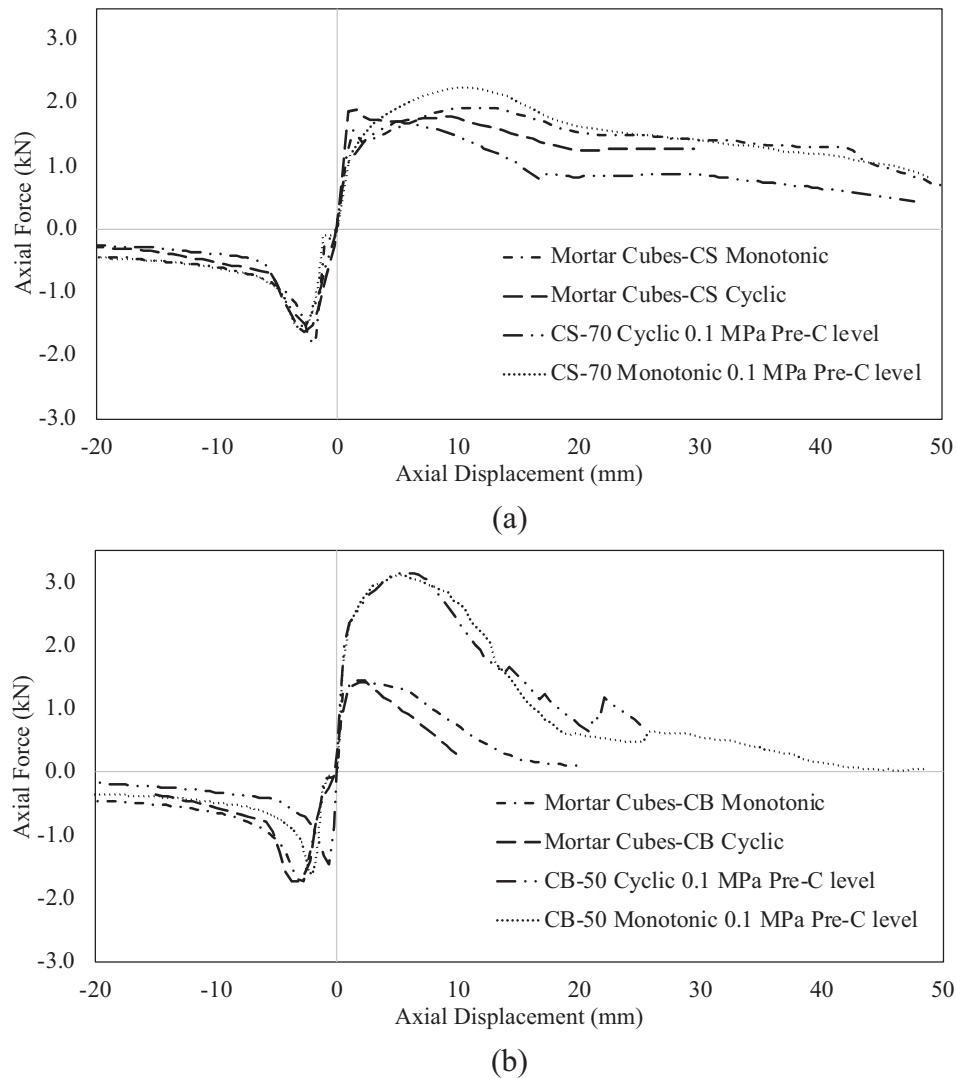 3.0
2.0
1.0
0.0
-1.0
-2.0
-3.0
Axial Force (kN)
-20 -10 0 10 20 30 40 50
Axial Displacement (mm)
Mortar Cubes-CS Monotonic
Mortar Cubes-CS Cyclic
CS-70 Cyclic 0.1 MPa Pre-C level
CS-70 Monotonic 0.1 MPa Pre-C level
(a)
3.0
2.0
1.0
0.0
-1.0
-2.0
-3.0
Axial Force (kN)
-20 -10 0 10 20 30 40 50
Axial Displacement (mm)
Mortar Cubes-CB Monotonic
Mortar Cubes-CB Cyclic
CB-50 Cyclic 0.1 MPa Pre-C level
CB-50 Monotonic 0.1 MPa Pre-C level
(b)